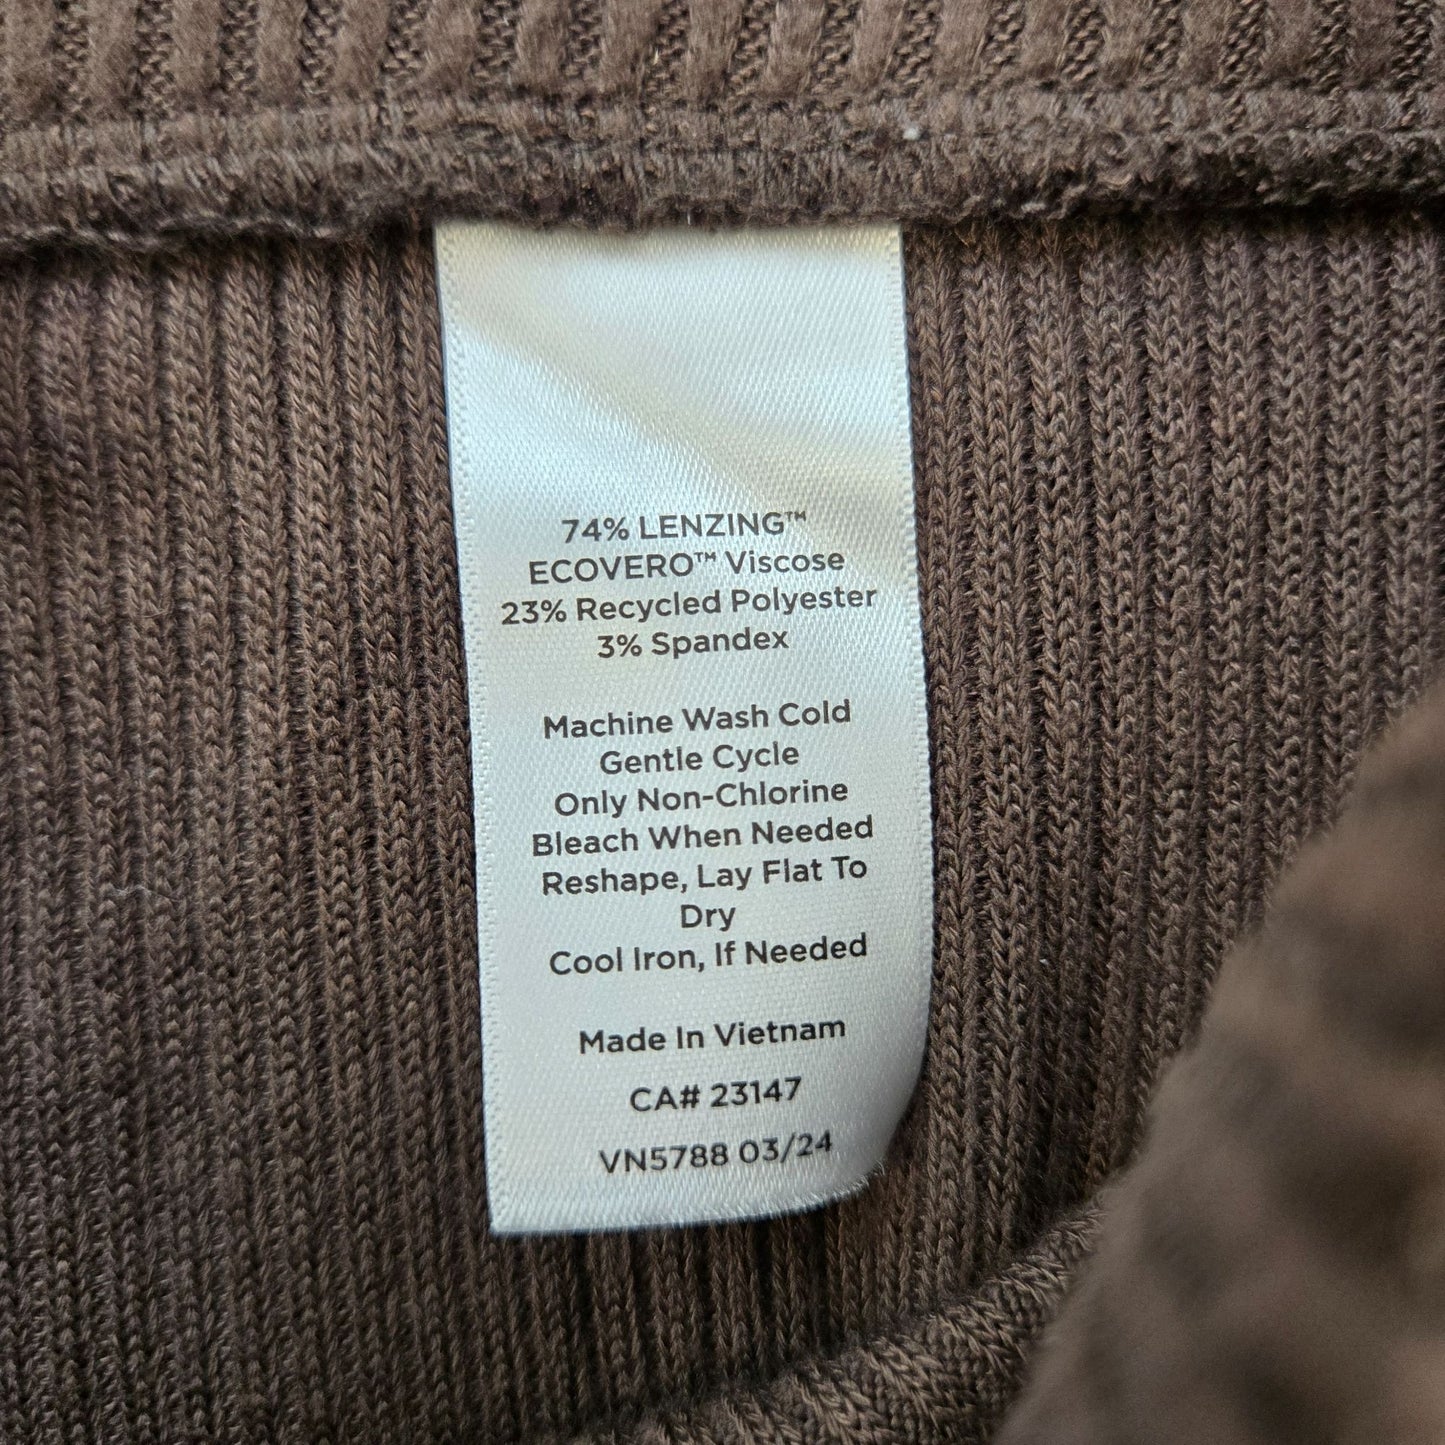 74% LENZING™
ECOVERO™ Viscose
23% Recycled Polyester
3% Spandex
Machine Wash Cold
Gentle Cycle
Only Non-Chlorine
Bleach When Needed
Reshape, Lay Flat To
Dry
Cool Iron, If Needed
Made In Vietnam
CA# 23147
VN5788 03/24